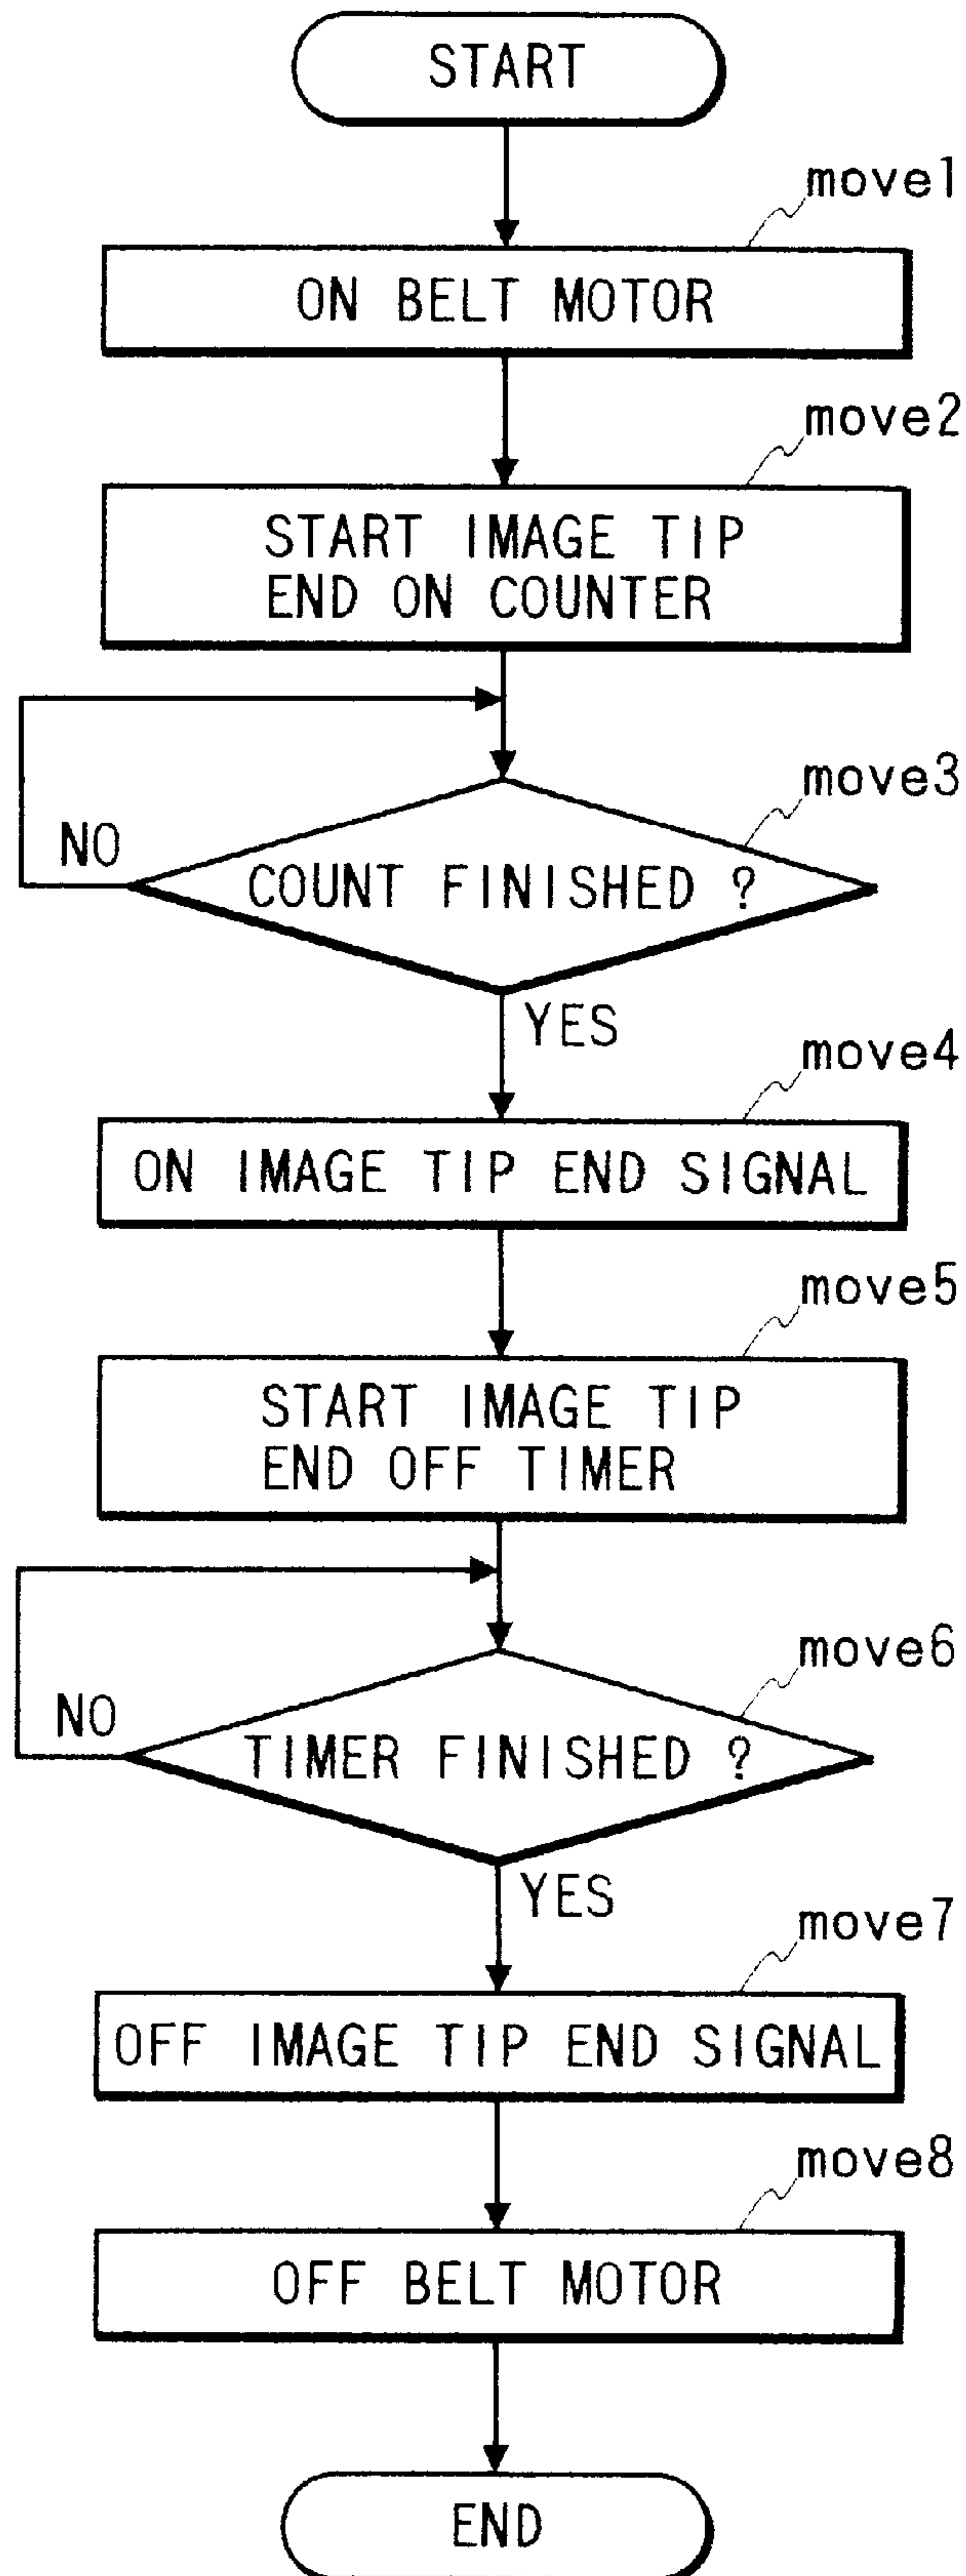 START
move1
ON BELT MOTOR
move2
START IMAGE TIP
END ON COUNTER
move3
NO
COUNT FINISHED ?
YES
move4
ON IMAGE TIP END SIGNAL
move5
START IMAGE TIP
END OFF TIMER
move6
NO
TIMER FINISHED ?
YES
move7
OFF IMAGE TIP END SIGNAL
move8
OFF BELT MOTOR
END